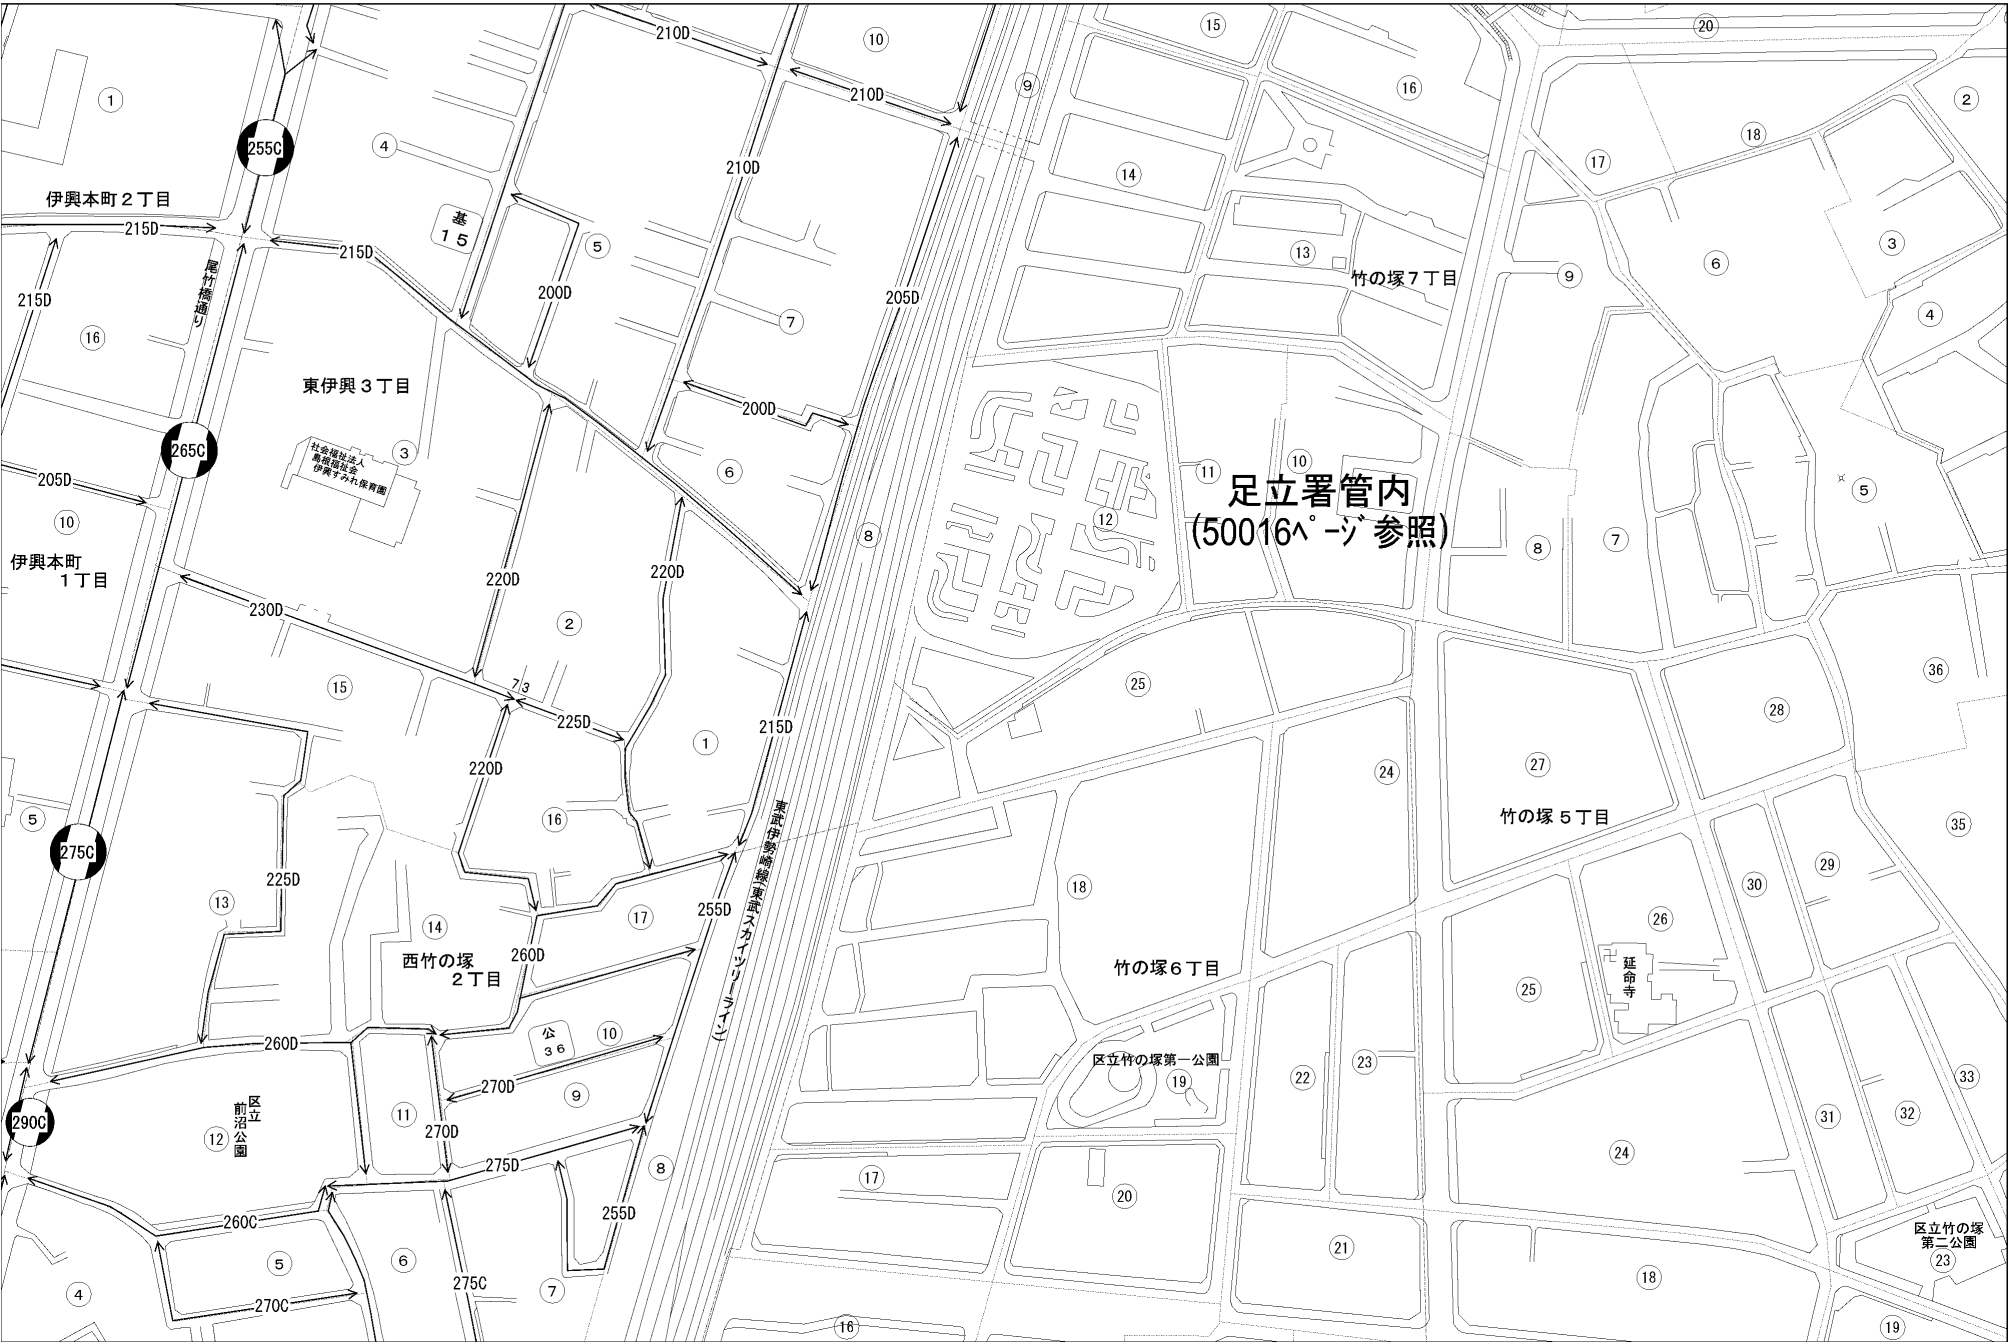 210D
⑩
⑮
⑳
①
210D
⑨
⑯
②
255C
④
210D
⑱
⑰
⑭
伊興本町２丁目
基
１５
215D
215D
⑤
⑬
竹の塚７丁目
⑥
③
⑨
尾竹橋通り
215D
200D
205D
⑦
④
⑯
東伊興３丁目
200D
265C
③
社会福祉法人
島根福祉会
伊興すみれ保育園
205D
⑥
⑪
⑩
足立署管内
(50016ﾍﾟｰｼﾞ参照)
⑤
⑩
⑫
⑧
⑧
⑦
伊興本町
１丁目
220D
220D
230D
②
73
⑮
225D
①
215D
㉕
㊱
㉘
220D
㉔
㉗
⑤
⑯
竹の塚５丁目
㉟
275C
東武伊勢崎線(東武スカイツリーライン)
225D
⑬
⑱
㉚
㉙
⑭
⑰
255D
㉖
西竹の塚
２丁目
260D
竹の塚６丁目
延命寺
㉕
260D
公
３６
⑩
区立竹の塚第一公園
⑲
㉒
㉓
㉝
270D
⑨
290C
区立
前沼公園
⑫
⑪
270D
㉛
㉜
275D
⑧
⑰
⑳
㉔
260C
255D
区立竹の塚
第二公園
㉓
⑤
⑥
275C
㉑
④
270C
⑦
⑱
⑯
⑲